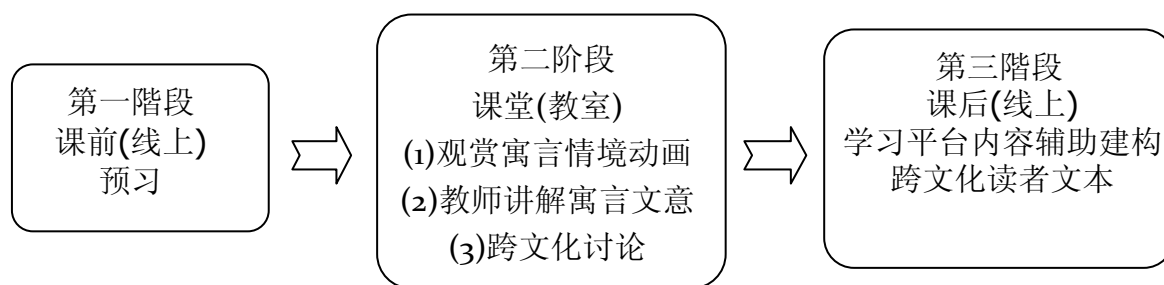 第一階段
课前(线上)
预习
第二阶段
课堂(教室)
(1)观赏寓言情境动画
(2)教师讲解寓言文意
(3)跨文化讨论
第三階段
课后(线上)
学习平台内容辅助建构
跨文化读者文本